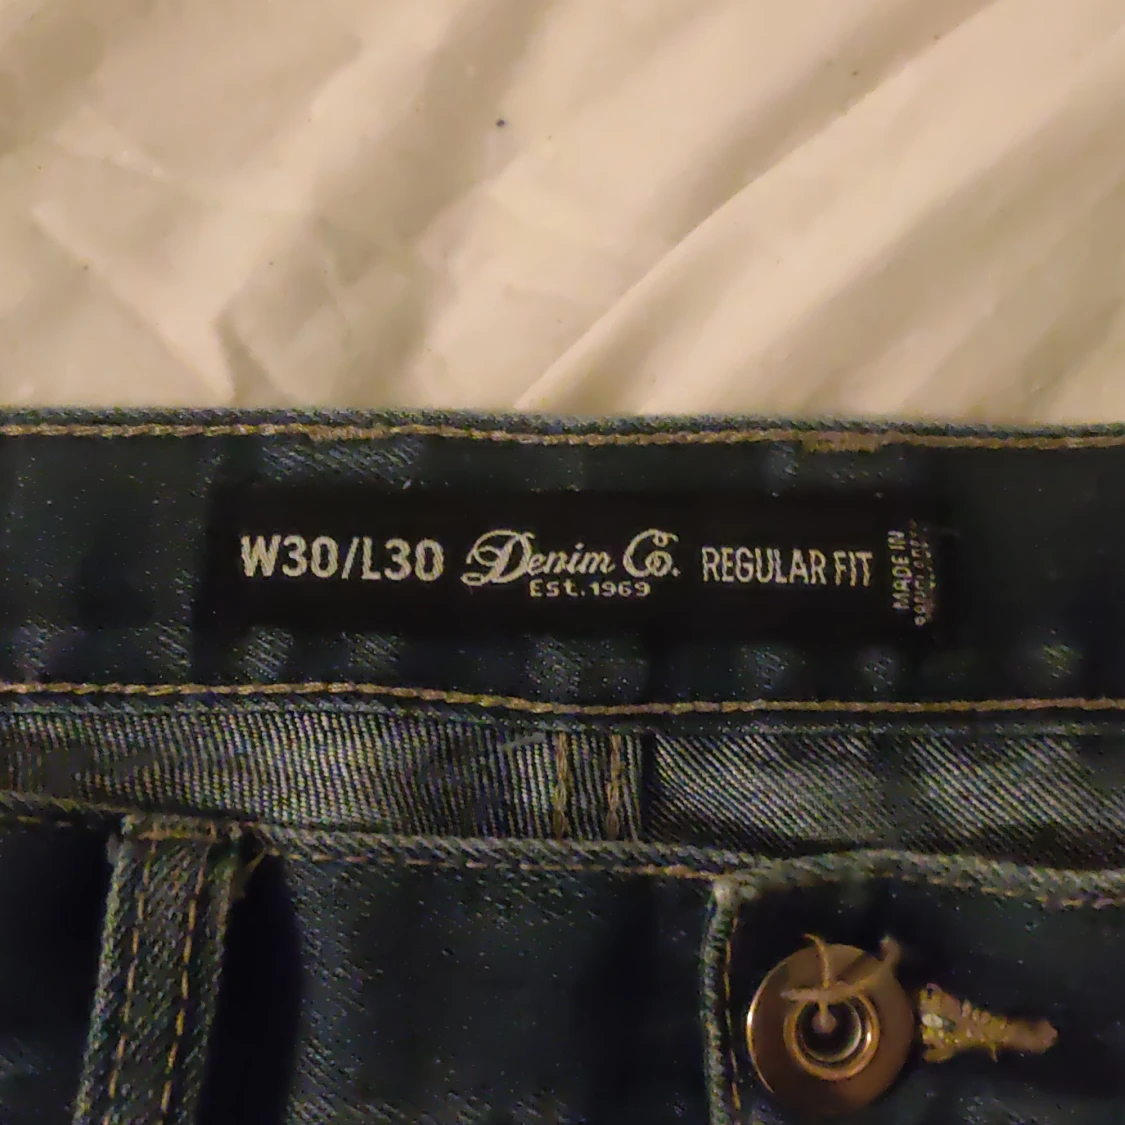 W30/L30
Denim Co.
Est.1969
REGULAR FIT
MADE IN